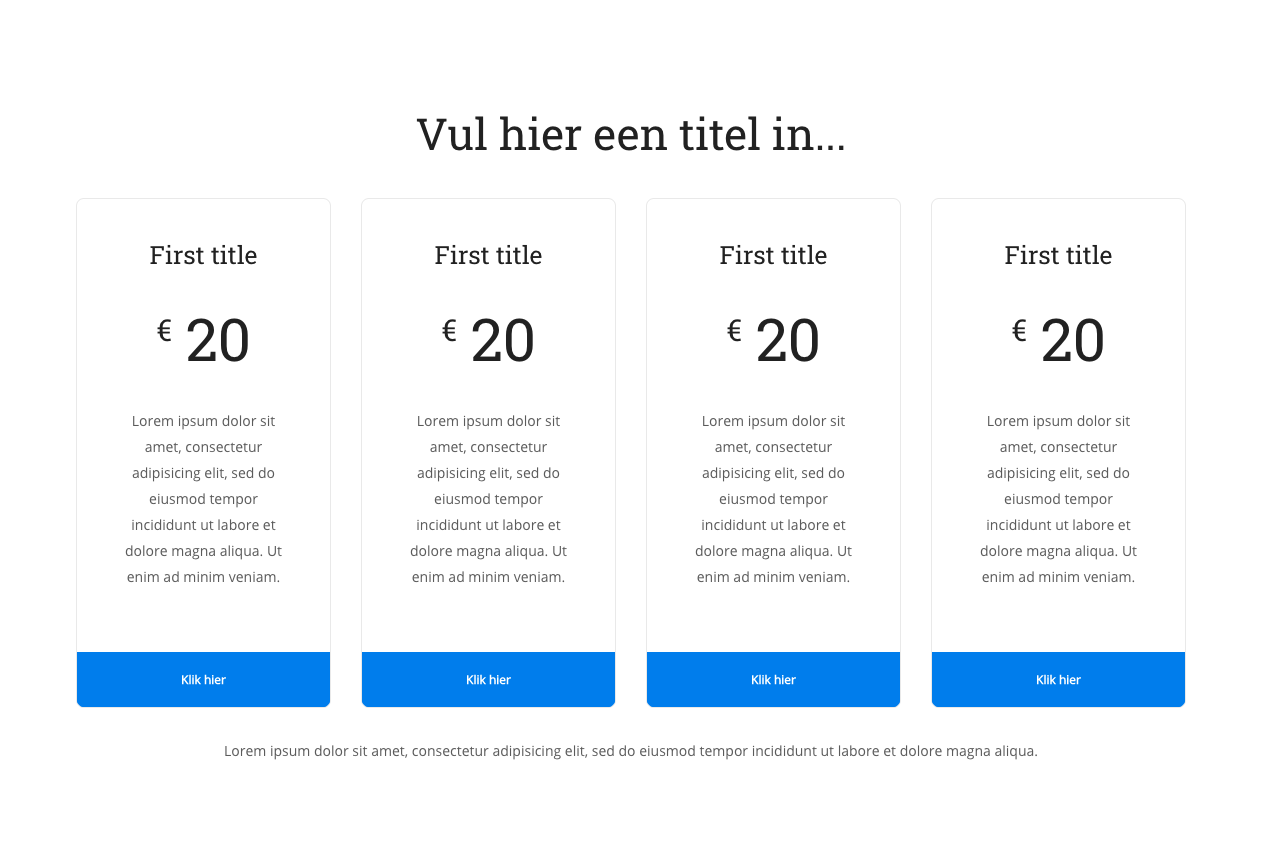 Vul hier een titel in...
First title
€ 20
Lorem ipsum dolor sit
amet, consectetur
adipisicing elit, sed do
eiusmod tempor
incididunt ut labore et
dolore magna aliqua. Ut
enim ad minim veniam.
Klik hier
First title
€ 20
Lorem ipsum dolor sit
amet, consectetur
adipisicing elit, sed do
eiusmod tempor
incididunt ut labore et
dolore magna aliqua. Ut
enim ad minim veniam.
Klik hier
First title
€ 20
Lorem ipsum dolor sit
amet, consectetur
adipisicing elit, sed do
eiusmod tempor
incididunt ut labore et
dolore magna aliqua. Ut
enim ad minim veniam.
Klik hier
First title
€ 20
Lorem ipsum dolor sit
amet, consectetur
adipisicing elit, sed do
eiusmod tempor
incididunt ut labore et
dolore magna aliqua. Ut
enim ad minim veniam.
Klik hier
Lorem ipsum dolor sit amet, consectetur adipisicing elit, sed do eiusmod tempor incididunt ut labore et dolore magna aliqua.